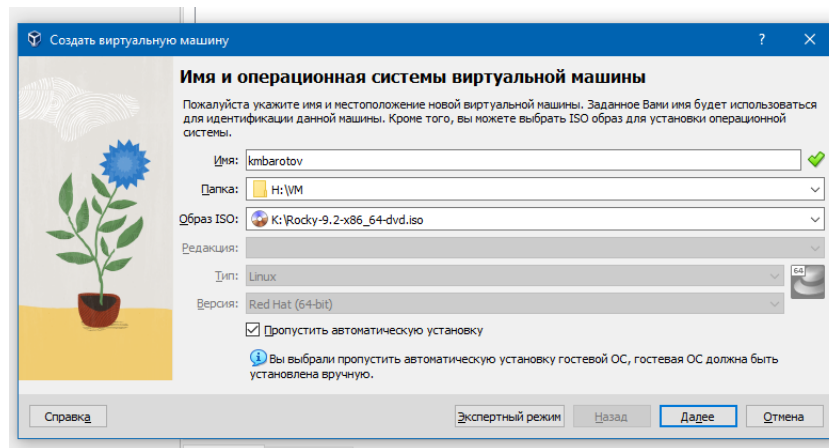 Создать виртуальную машину
Имя и операционная системы виртуальной машины
Пожалуйста укажите имя и местоположение новой виртуальной машины. Заданное Вами имя будет использоваться
для идентификации данной машины. Кроме того, вы можете выбрать ISO образ для установки операционной
системы.
Имя: kmbarotov
Папка: H:\VM
Образ ISO: K:\Rocky-9.2-x86_64-dvd.iso
Редакция:
Тип: Linux
64
Версия: Red Hat (64-bit)
Пропустить автоматическую установку
Вы выбрали пропустить автоматическую установку гостевой ОС, гостевая ОС должна быть
установлена вручную.
Справка Экспертный режим Назад Далее Отмена